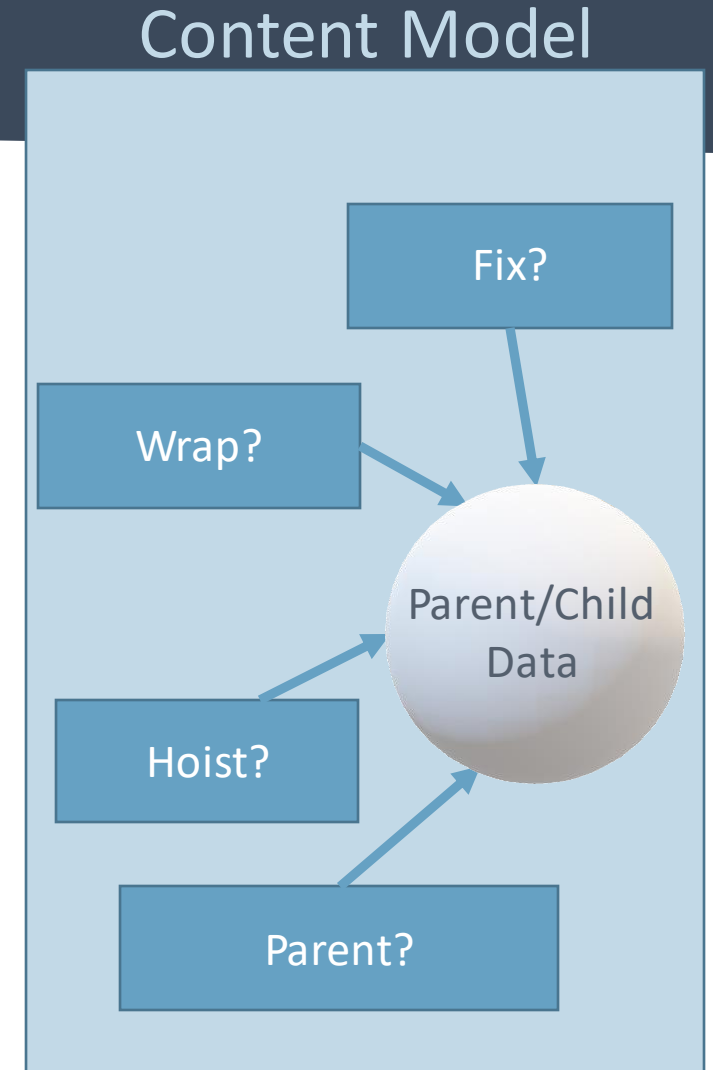 Content Model
Fix?
Wrap?
Parent/Child
Data
Hoist?
Parent?